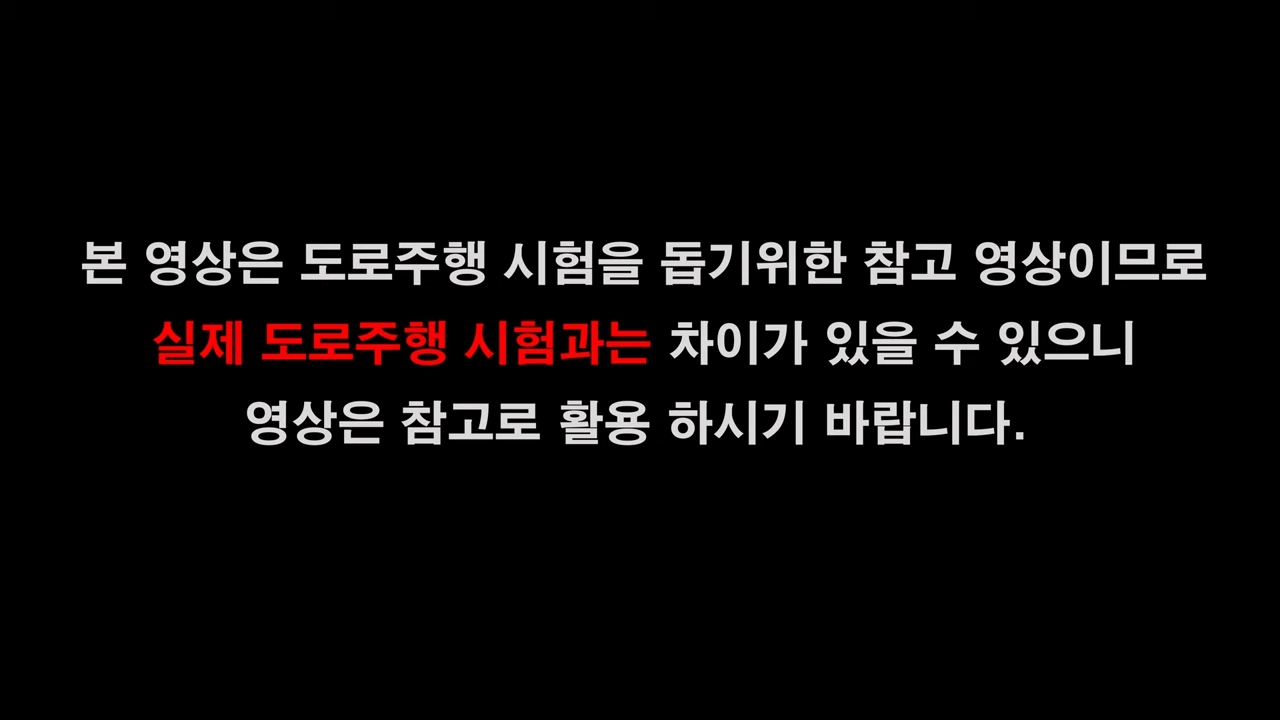 본 영상은 도로주행 시험을 돕기위한 참고 영상이므로
실제 도로주행 시험과는 차이가 있을 수 있으니
영상은 참고로 활용 하시기 바랍니다.